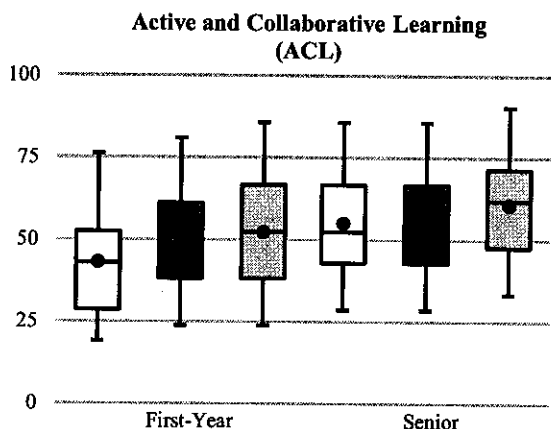 Active and Collaborative Learning
(ACL)
100
75
50
25
0
First-Year Senior